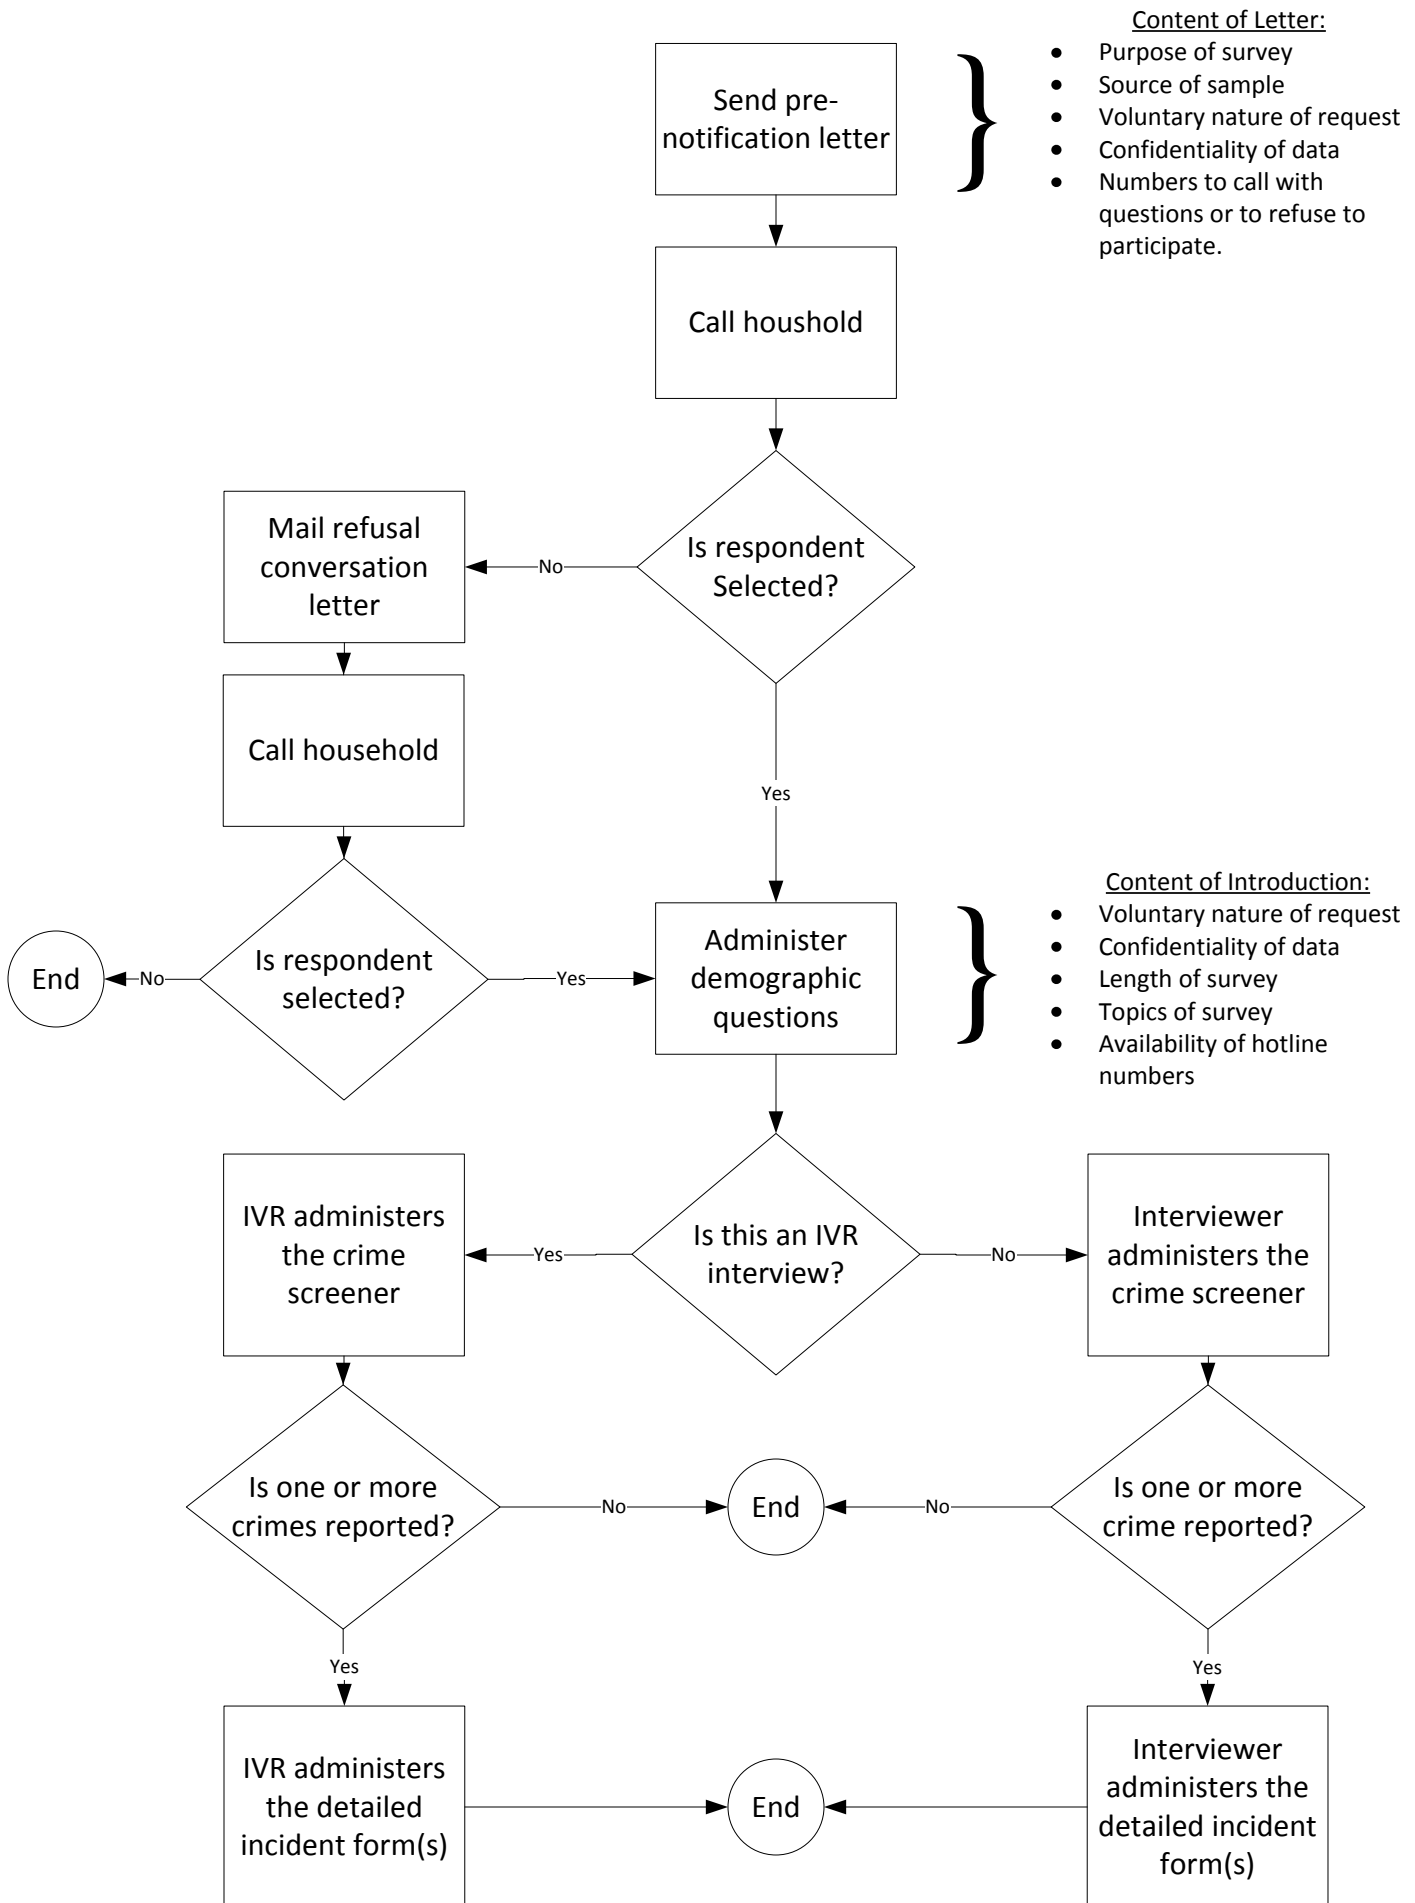 Content of Letter:
• Purpose of survey
• Source of sample
• Voluntary nature of request
• Confidentiality of data
• Numbers to call with
questions or to refuse to
participate.
Send pre-
notification letter
Call houshold
Is respondent
Selected?
No
Mail refusal
conversation
letter
Call household
Yes
Is respondent
selected?
No
End
Yes
Administer
demographic
questions
Content of Introduction:
• Voluntary nature of request
• Confidentiality of data
• Length of survey
• Topics of survey
• Availability of hotline
numbers
Is this an IVR
interview?
Yes
No
IVR administers
the crime
screener
Interviewer
administers the
crime screener
Is one or more
crimes reported?
No
End
No
Is one or more
crime reported?
Yes
Yes
IVR administers
the detailed
incident form(s)
End
Interviewer
administers the
detailed incident
form(s)